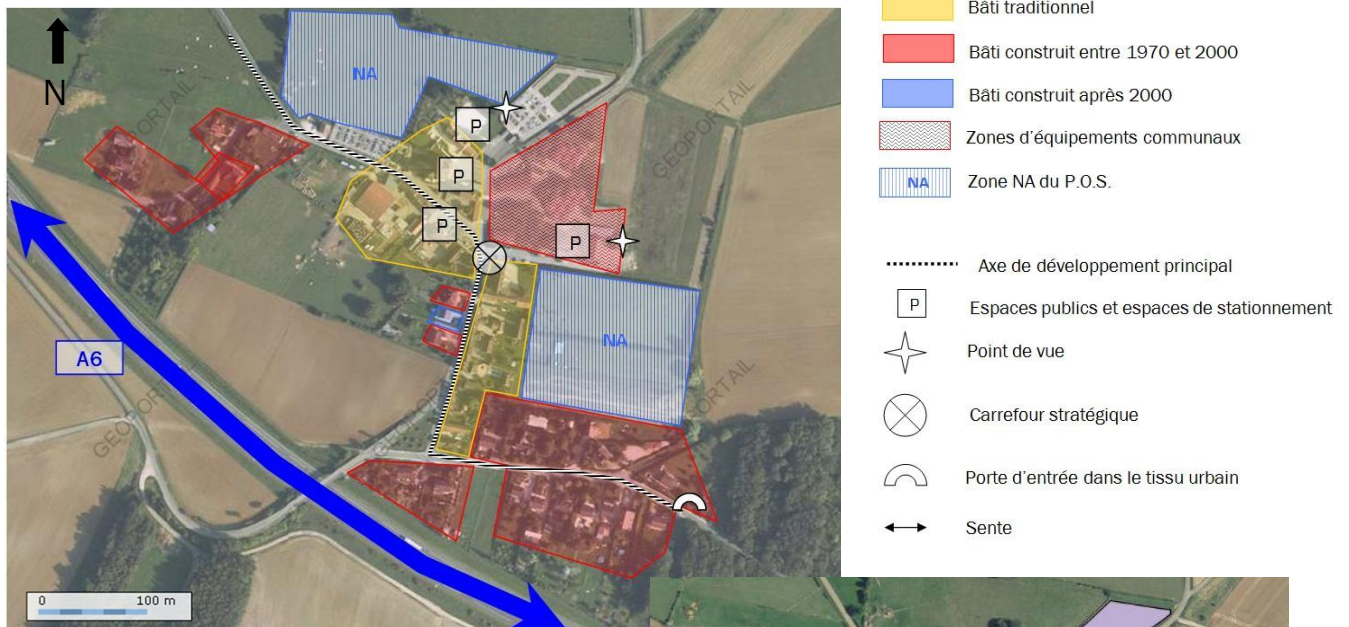 N
NA
P
P
P
P
NA
A6
GEOPORTAIL
GEOPORTAIL
GEOPORTAIL
GEOPORTAIL
0 100 m
Bâti traditionnel
Bâti construit entre 1970 et 2000
Bâti construit après 2000
Zones d'équipements communaux
NA Zone NA du P.O.S.
Axe de développement principal
P Espaces publics et espaces de stationnement
Point de vue
Carrefour stratégique
Porte d'entrée dans le tissu urbain
Sente